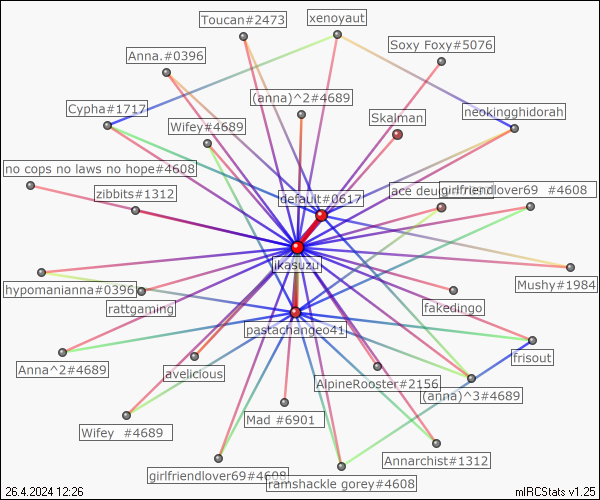 Toucan#2473
xenoyaut
Soxy Foxy#5076
Anna.#0396
(anna)^2#4689
Cypha#1717
neokingghidorah
Skalman
Wifey#4689
no cops no laws no hope#4608
zibbits#1312
default#0617
ace
girlfriendlover69 #4608
ikasuzu
hypomanianna#0396
Mushy#1984
rattgaming
fakedingo
pastachangeo41
frisout
Anna^2#4689
avelicious
AlpineRooster#2156
(anna)^3#4689
Mad #6901
Wifey #4689
Annarchist#1312
girlfriendlover69#4608
ramshackle gorey#4608
26.4.2024 12:26
mIRCStats v1.25